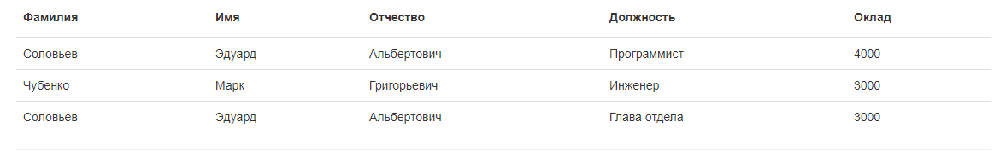 Фамилия Имя Отчество Должность Оклад
Соловьев Эдуард Альбертович Программист 4000
Чубенко Марк Григорьевич Инженер 3000
Соловьев Эдуард Альбертович Глава отдела 3000